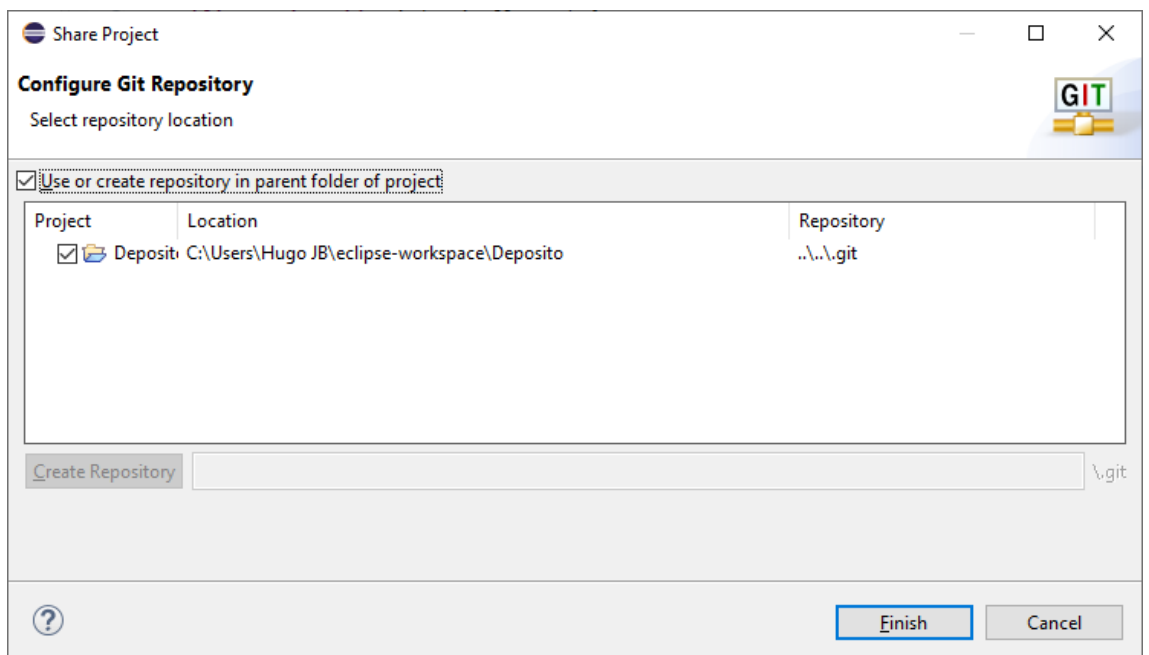 Share Project
Configure Git Repository
Select repository location
GIT
Use or create repository in parent folder of project
Project Location Repository
Deposit C:\Users\Hugo JB\eclipse-workspace\Deposito ..\..\.git
Create Repository \.git
?
Finish Cancel